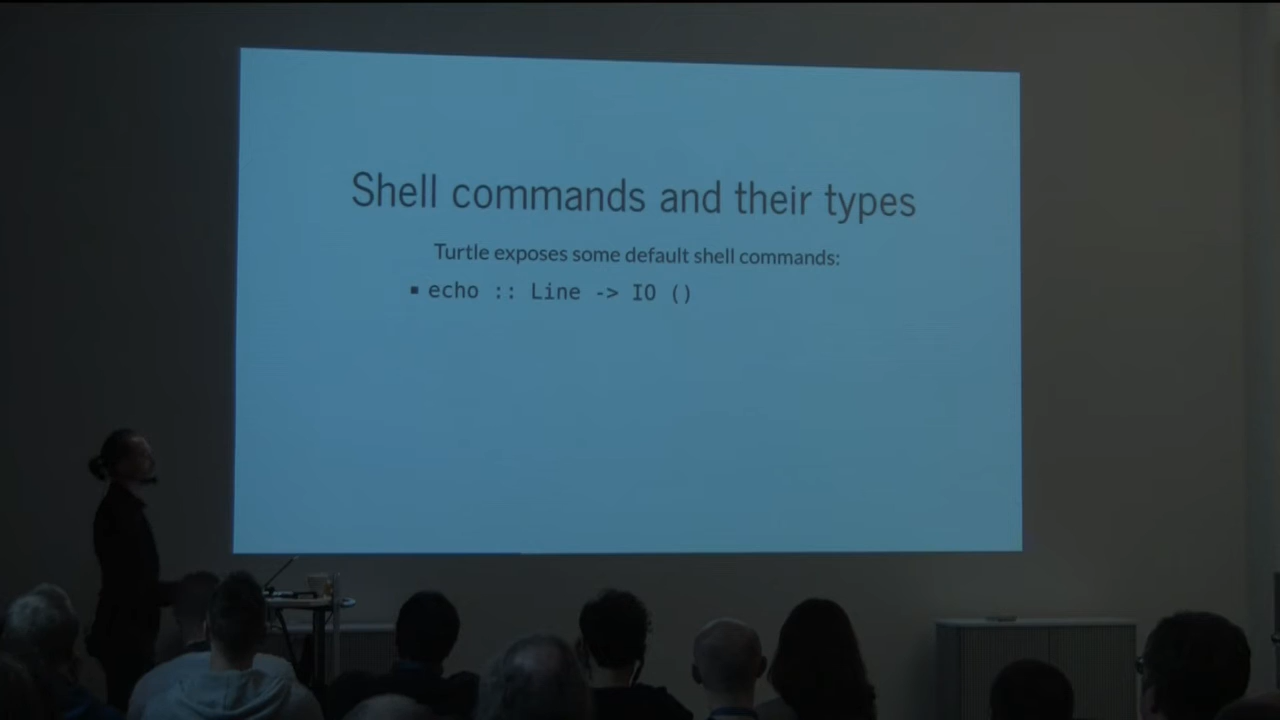 Shell commands and their types
Turtle exposes some default shell commands:
▪ echo :: Line -> IO ()